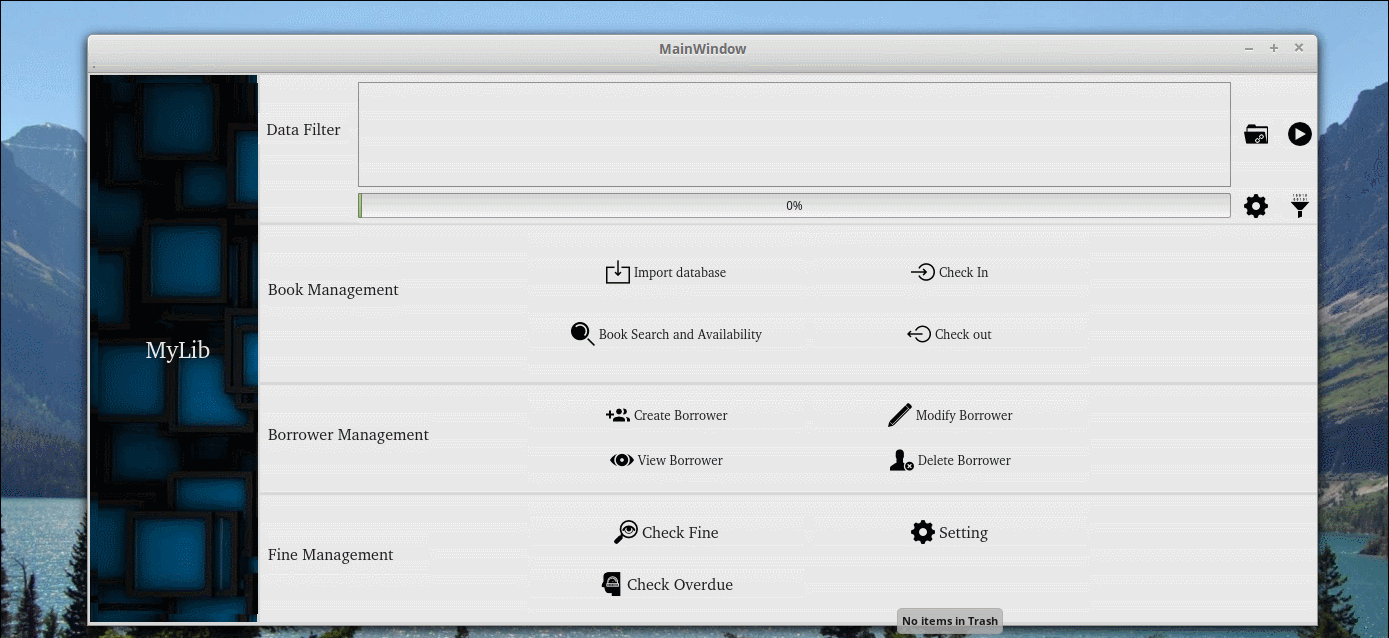 MainWindow
Data Filter
0%
Book Management
Import database
Check In
Book Search and Availability
Check out
MyLib
Borrower Management
Create Borrower
Modify Borrower
View Borrower
Delete Borrower
Fine Management
Check Fine
Setting
Check Overdue
No items in Trash